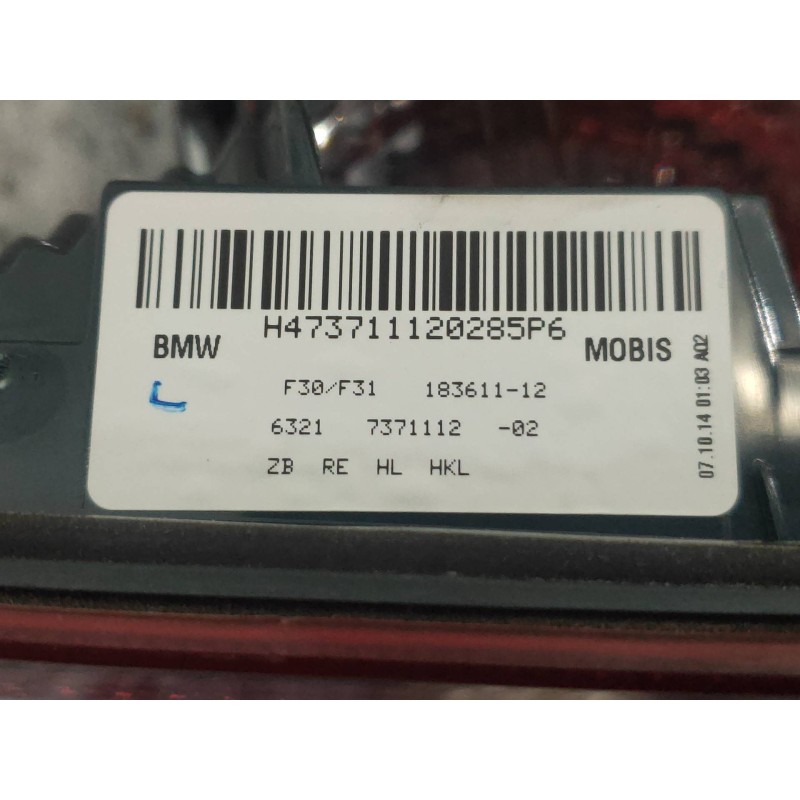 H473711120285P6
BMW MOBIS
F30/F31 183611-12
6321 7371112 -02
ZB RE HL HKL
07.10.14 01:03 A02